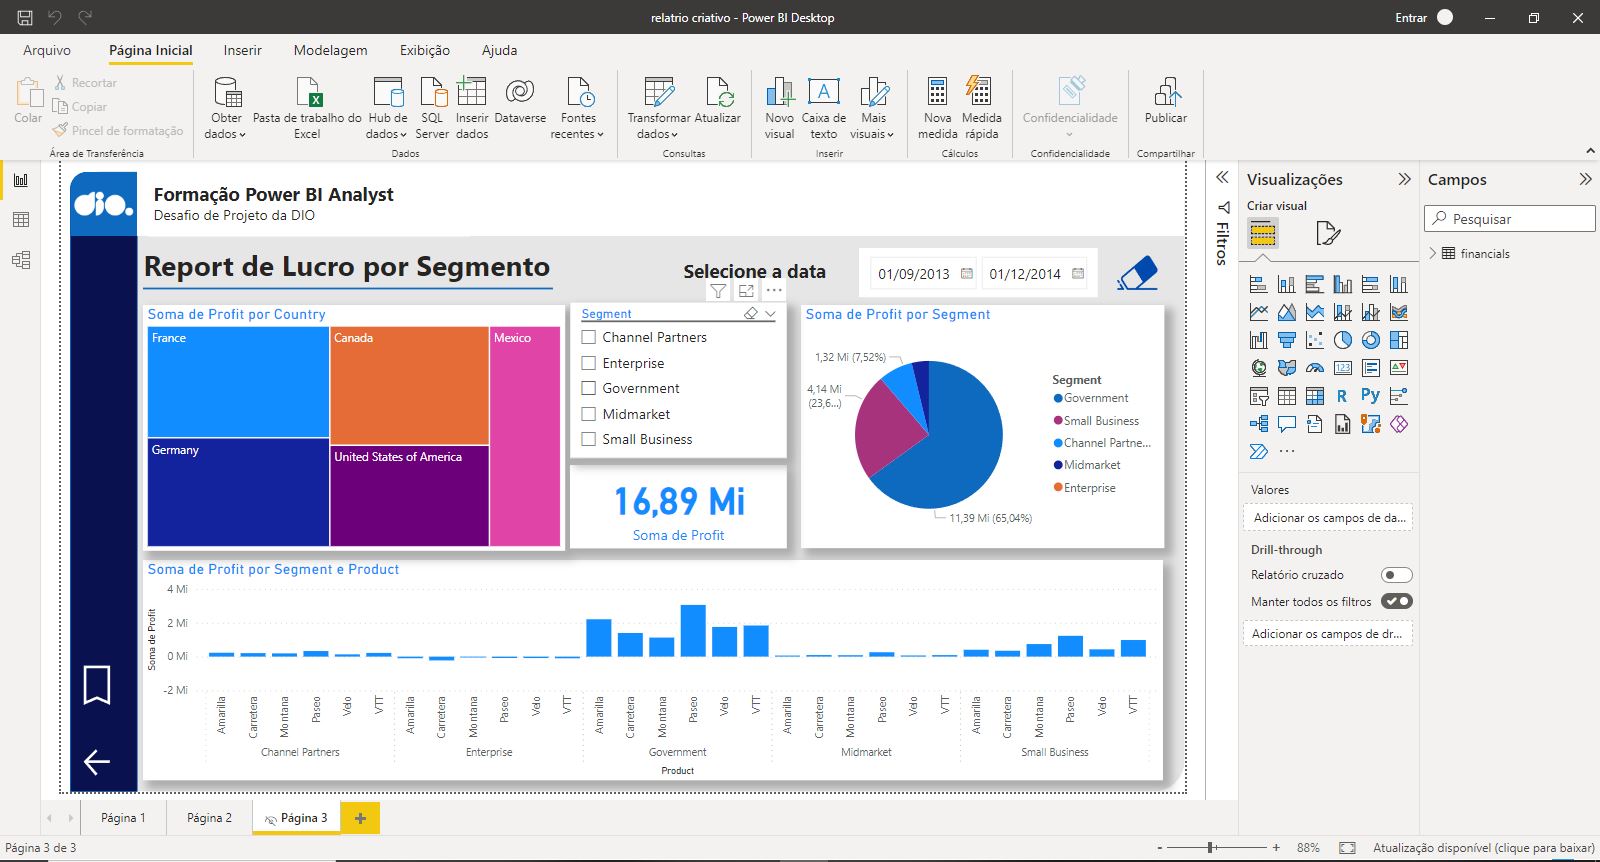 relatrio criativo - Power BI Desktop
Entrar
Arquivo
Página Inicial
Inserir
Modelagem
Exibição
Ajuda
Colar
Recortar
Copiar
Pincel de formatação
Área de Transferência
Obter dados
Pasta de trabalho do Excel
Hub de dados
SQL Server
Inserir dados
Dataverse
Fontes recentes
Dados
Transformar dados
Atualizar
Consultas
Novo visual
Caixa de texto
Mais visuais
Inserir
Nova medida
Medida rápida
Cálculos
Confidencialidade
Confidencialidade
Publicar
Compartilhar
dio.
Formação Power BI Analyst
Desafio de Projeto da DIO
Report de Lucro por Segmento
Selecione a data
01/09/2013
01/12/2014
Soma de Profit por Country
France
Germany
Canada
United States of America
Mexico
Segment
Channel Partners
Enterprise
Government
Midmarket
Small Business
16,89 Mi
Soma de Profit
Soma de Profit por Segment
1,32 Mi (7,52%)
4,14 Mi
(23,6...)
11,39 Mi (65,04%)
Segment
Government
Small Business
Channel Partne...
Midmarket
Enterprise
Soma de Profit por Segment e Product
Soma de Profit
4 Mi
2 Mi
0 Mi
-2 Mi
Amarilla
Carretera
Montana
Paseo
Velo
VTT
Amarilla
Carretera
Montana
Paseo
Velo
VTT
Amarilla
Carretera
Montana
Paseo
Velo
VTT
Amarilla
Carretera
Montana
Paseo
Velo
VTT
Amarilla
Carretera
Montana
Paseo
Velo
VTT
Channel Partners
Enterprise
Government
Midmarket
Small Business
Product
Filtros
Visualizações
Criar visual
123
R
Py
Valores
Adicionar os campos de da...
Drill-through
Relatório cruzado
Manter todos os filtros
Adicionar os campos de dr...
Campos
Pesquisar
financials
Página 1
Página 2
Página 3
Página 3 de 3
88%
Atualização disponível (clique para baixar)